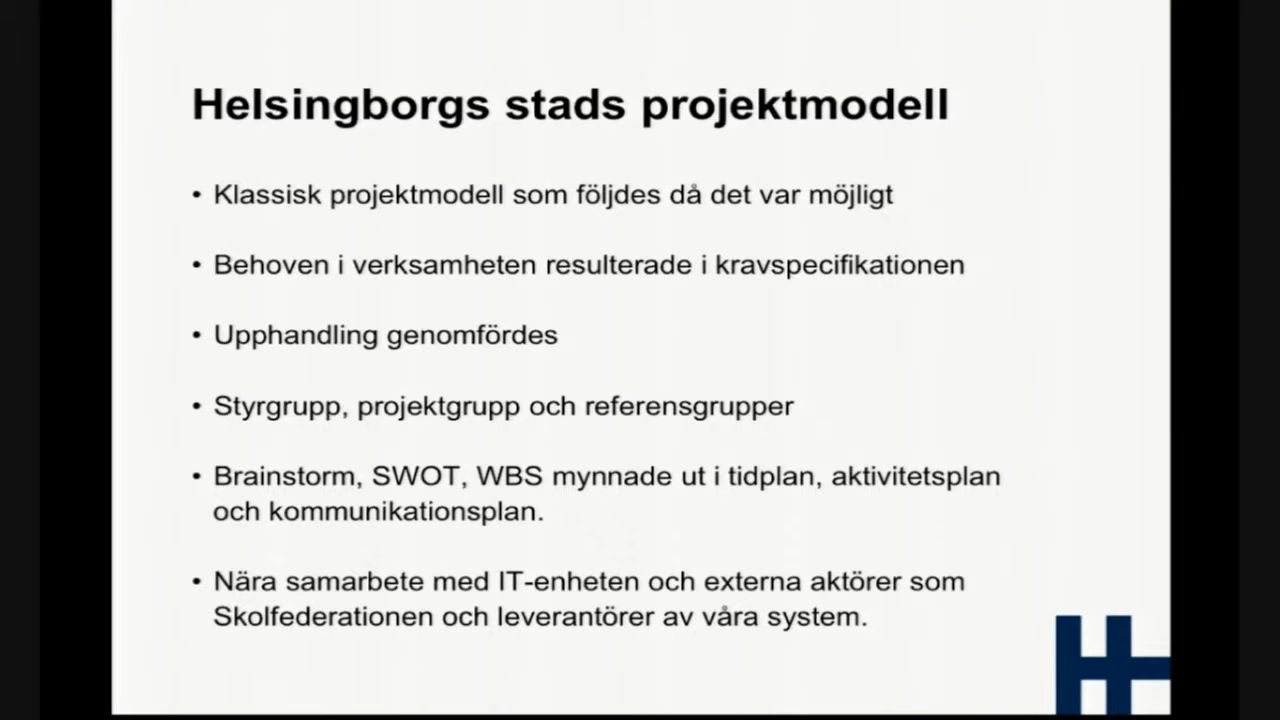 Helsingborgs stads projektmodell
• Klassisk projektmodell som följdes då det var möjligt
• Behoven i verksamheten resulterade i kravspecifikationen
• Upphandling genomfördes
• Styrgrupp, projektgrupp och referensgrupper
• Brainstorm, SWOT, WBS mynnade ut i tidplan, aktivitetsplan
och kommunikationsplan.
• Nära samarbete med IT-enheten och externa aktörer som
Skolfederationen och leverantörer av våra system.